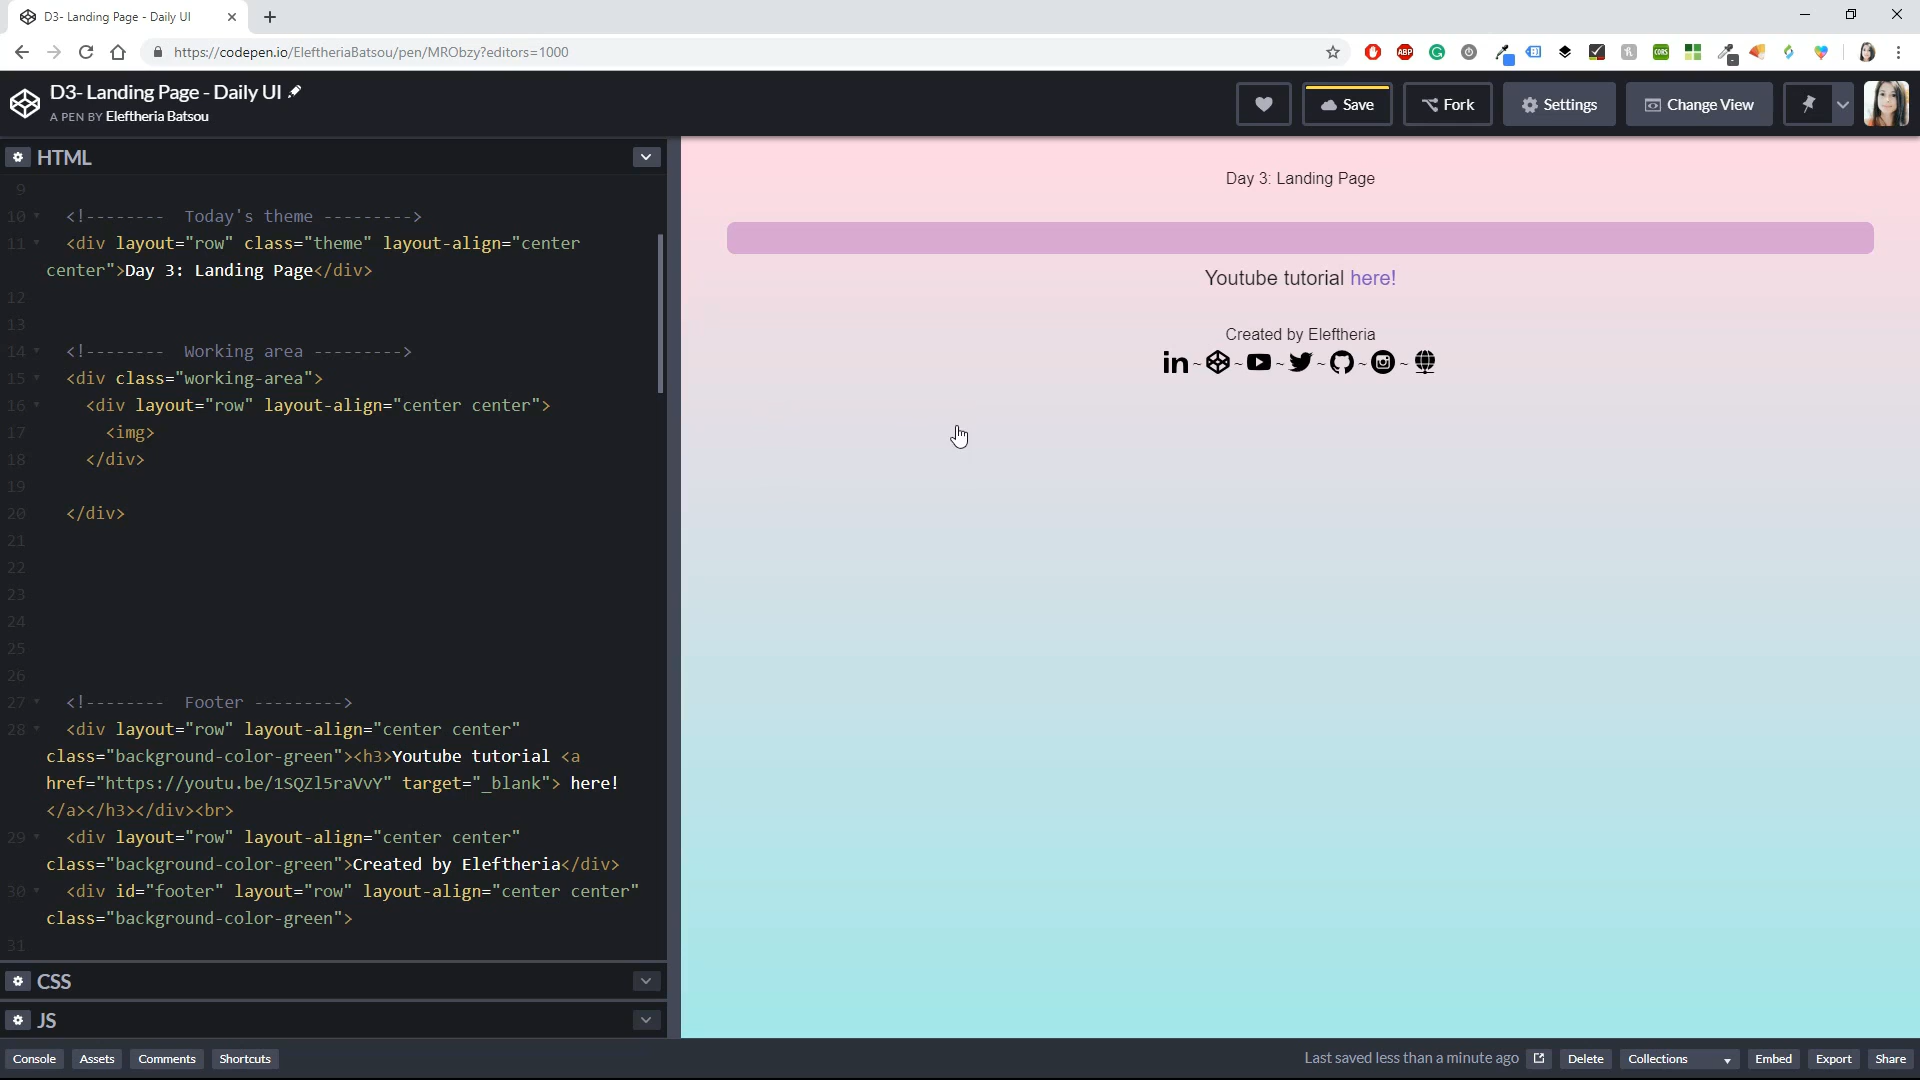 D3- Landing Page - Daily UI
https://codepen.io/EleftheriaBatsou/pen/MRObzy?editors=1000
D3- Landing Page - Daily UI
A PEN BY Eleftheria Batsou
Save
Fork
Settings
Change View
HTML
9
10 <!-------- Today's theme --------->
11 <div layout="row" class="theme" layout-align="center
center">Day 3: Landing Page</div>
12
13
14 <!-------- Working area --------->
15 <div class="working-area">
16 <div layout="row" layout-align="center center">
17 <img>
18 </div>
19
20 </div>
21
22
23
24
25
26
27 <!-------- Footer --------->
28 <div layout="row" layout-align="center center"
class="background-color-green"><h3>Youtube tutorial <a
href="https://youtu.be/1SQZl5raVvY" target="_blank"> here!
</a></h3></div><br>
29 <div layout="row" layout-align="center center"
class="background-color-green">Created by Eleftheria</div>
30 <div id="footer" layout="row" layout-align="center center"
class="background-color-green">
31
CSS
JS
Day 3: Landing Page
Youtube tutorial here!
Created by Eleftheria
in ~ ~ ~ ~ ~ ~
ABP
CORS
Console Assets Comments Shortcuts
Last saved less than a minute ago Delete Collections Embed Export Share